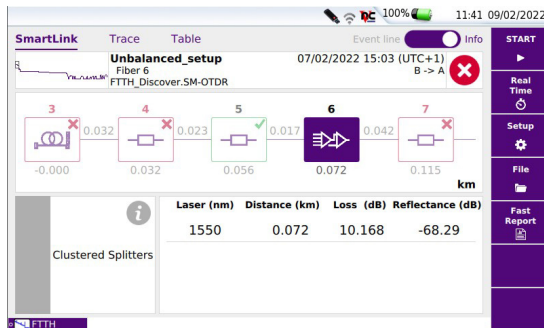 100% 11:41 09/02/2022
SmartLink Trace Table Event line Info START
Unbalanced_setup 07/02/2022 15:03 (UTC+1)
Fiber 6 B -> A
FTTH_Discover.SM-OTDR
Real
Time
3 4 5 6 7
0.032 0.023 0.017 0.042
Setup
-0.000 0.032 0.056 0.072 0.115
km
File
Laser (nm) Distance (km) Loss (dB) Reflectance (dB)
1550 0.072 10.168 -68.29
Fast
Report
i
Clustered Splitters
FTTH